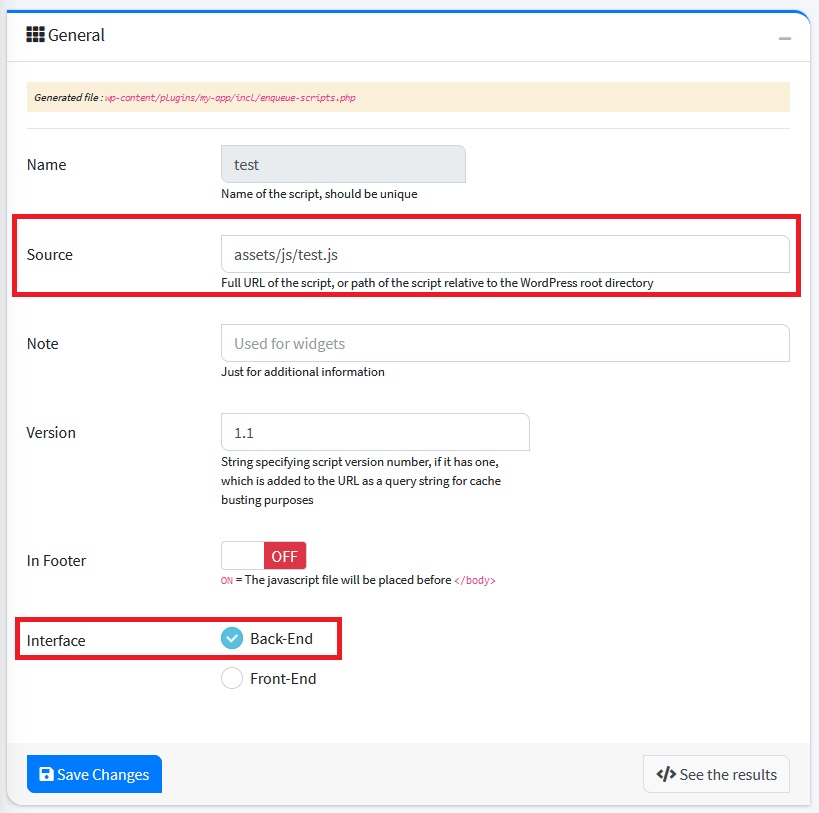 General
Generated file : wp-content/plugins/my-app/incl/enqueue-scripts.php
Name
test
Name of the script, should be unique
Source
assets/js/test.js
Full URL of the script, or path of the script relative to the WordPress root directory
Note
Used for widgets
Just for additional information
Version
1.1
String specifying script version number, if it has one,
which is added to the URL as a query string for cache
busting purposes
In Footer
OFF
ON = The javascript file will be placed before </body>
Interface
Back-End
Front-End
Save Changes
</> See the results